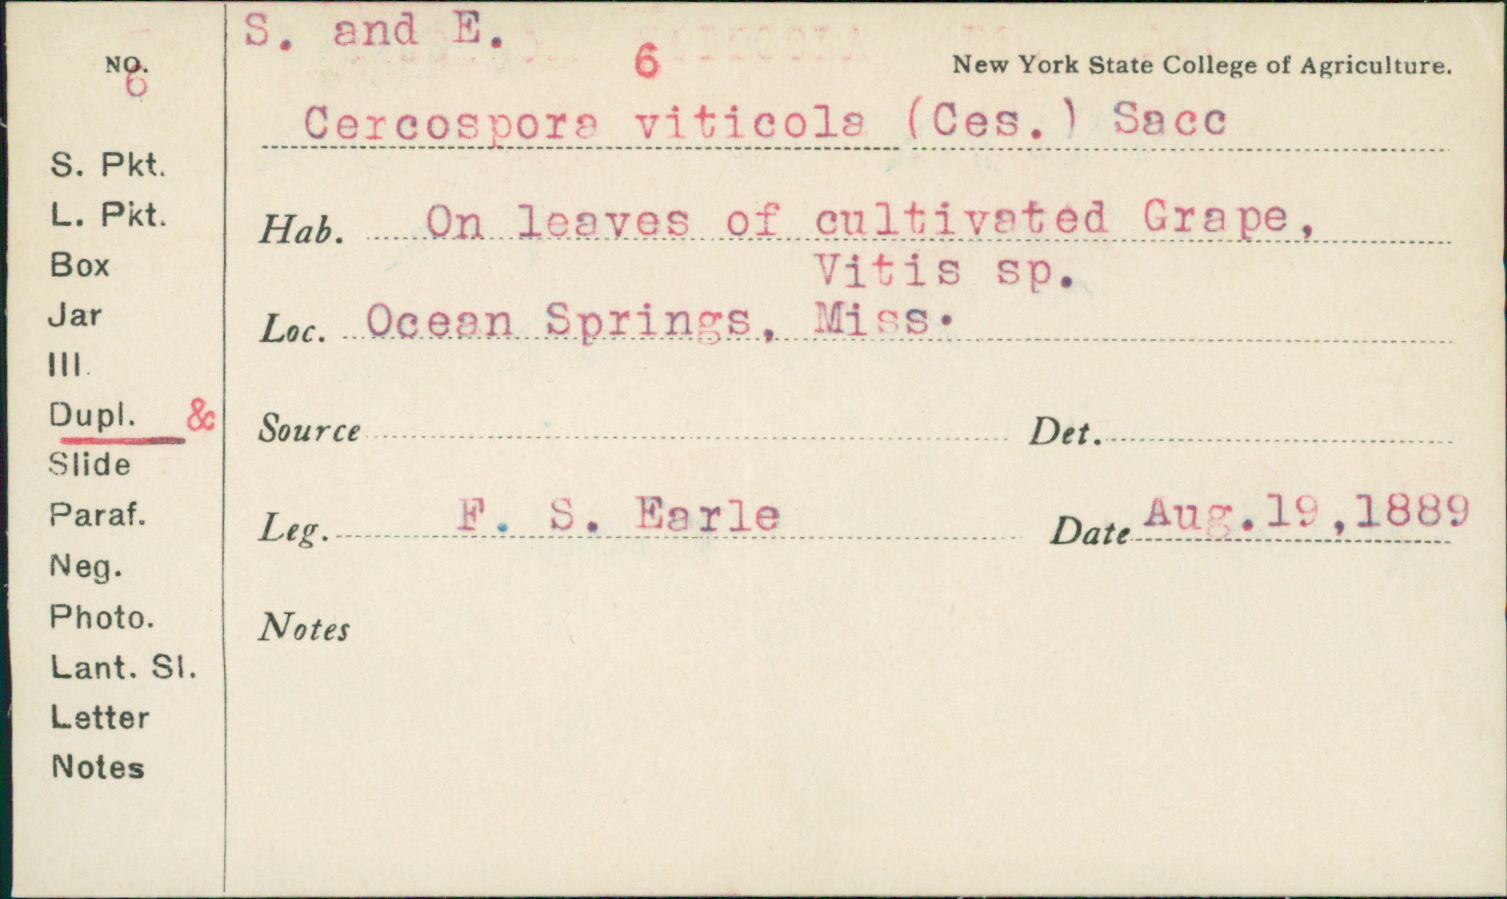 S. and E.
NO. 6
6
New York State College of Agriculture.
Cercospora viticola (Ces.) Sacc
S. Pkt.
L. Pkt.
Box
Jar
Ill.
Dupl. &
Slide
Paraf.
Neg.
Photo.
Lant. Sl.
Letter
Notes
Hab. On leaves of cultivated Grape,
Vitis sp.
Loc. Ocean Springs, Miss.
Source
Det.
Leg. F. S. Earle
Date Aug.19,1889
Notes